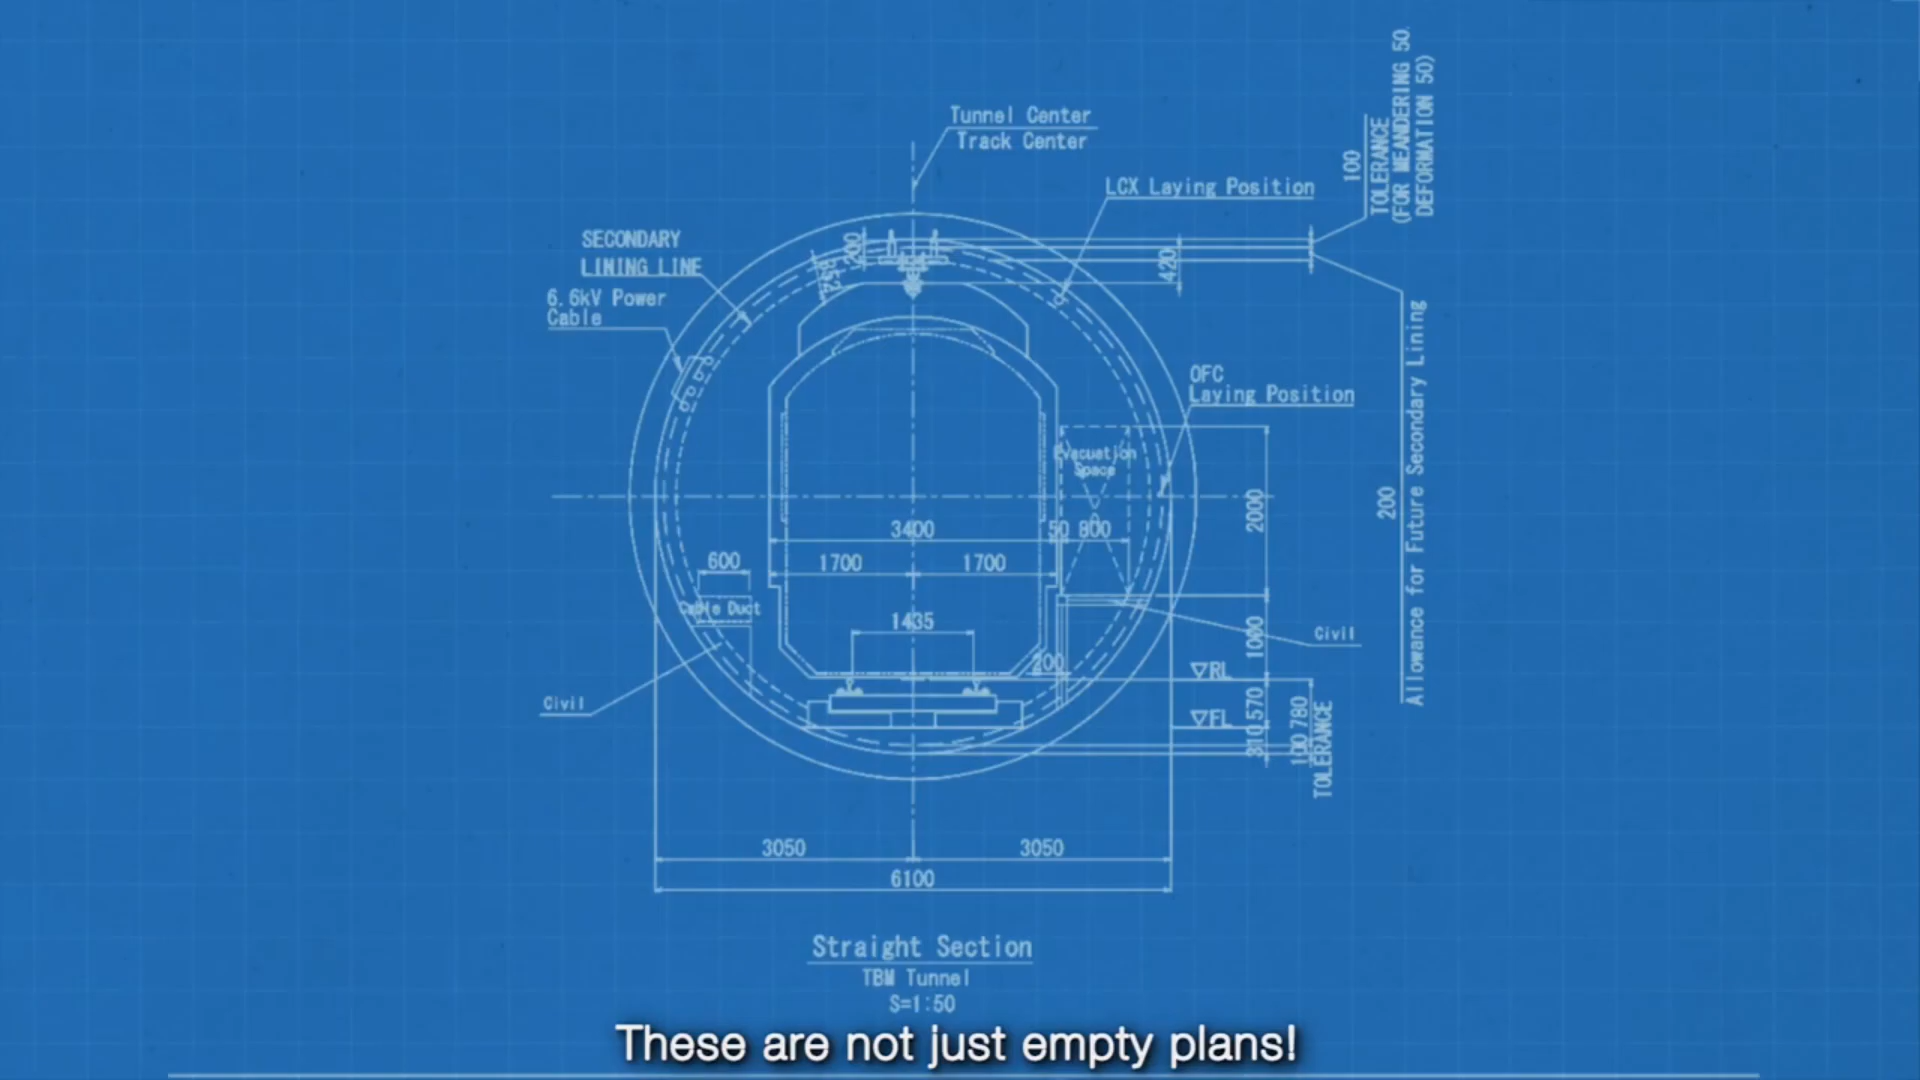 Tunnel Center
Track Center
LCX Laying Position
100
TOLERANCE
(FOR MEANDERING 50.
DEFORMATION 50)
SECONDARY
LINING LINE
200
420
6.6kV Power
Cable
OFC
Laying Position
Evacuation
Space
200
Allowance for Future Secondary Lining
3400
50 800
2000
600
1700
1700
Cable Duct
1435
1000
Civil
200
▽RL
Civil
▽FL
570
310
780
100
TOLERANCE
3050
3050
6100
Straight Section
TBM Tunnel
S=1:50
These are not just empty plans!